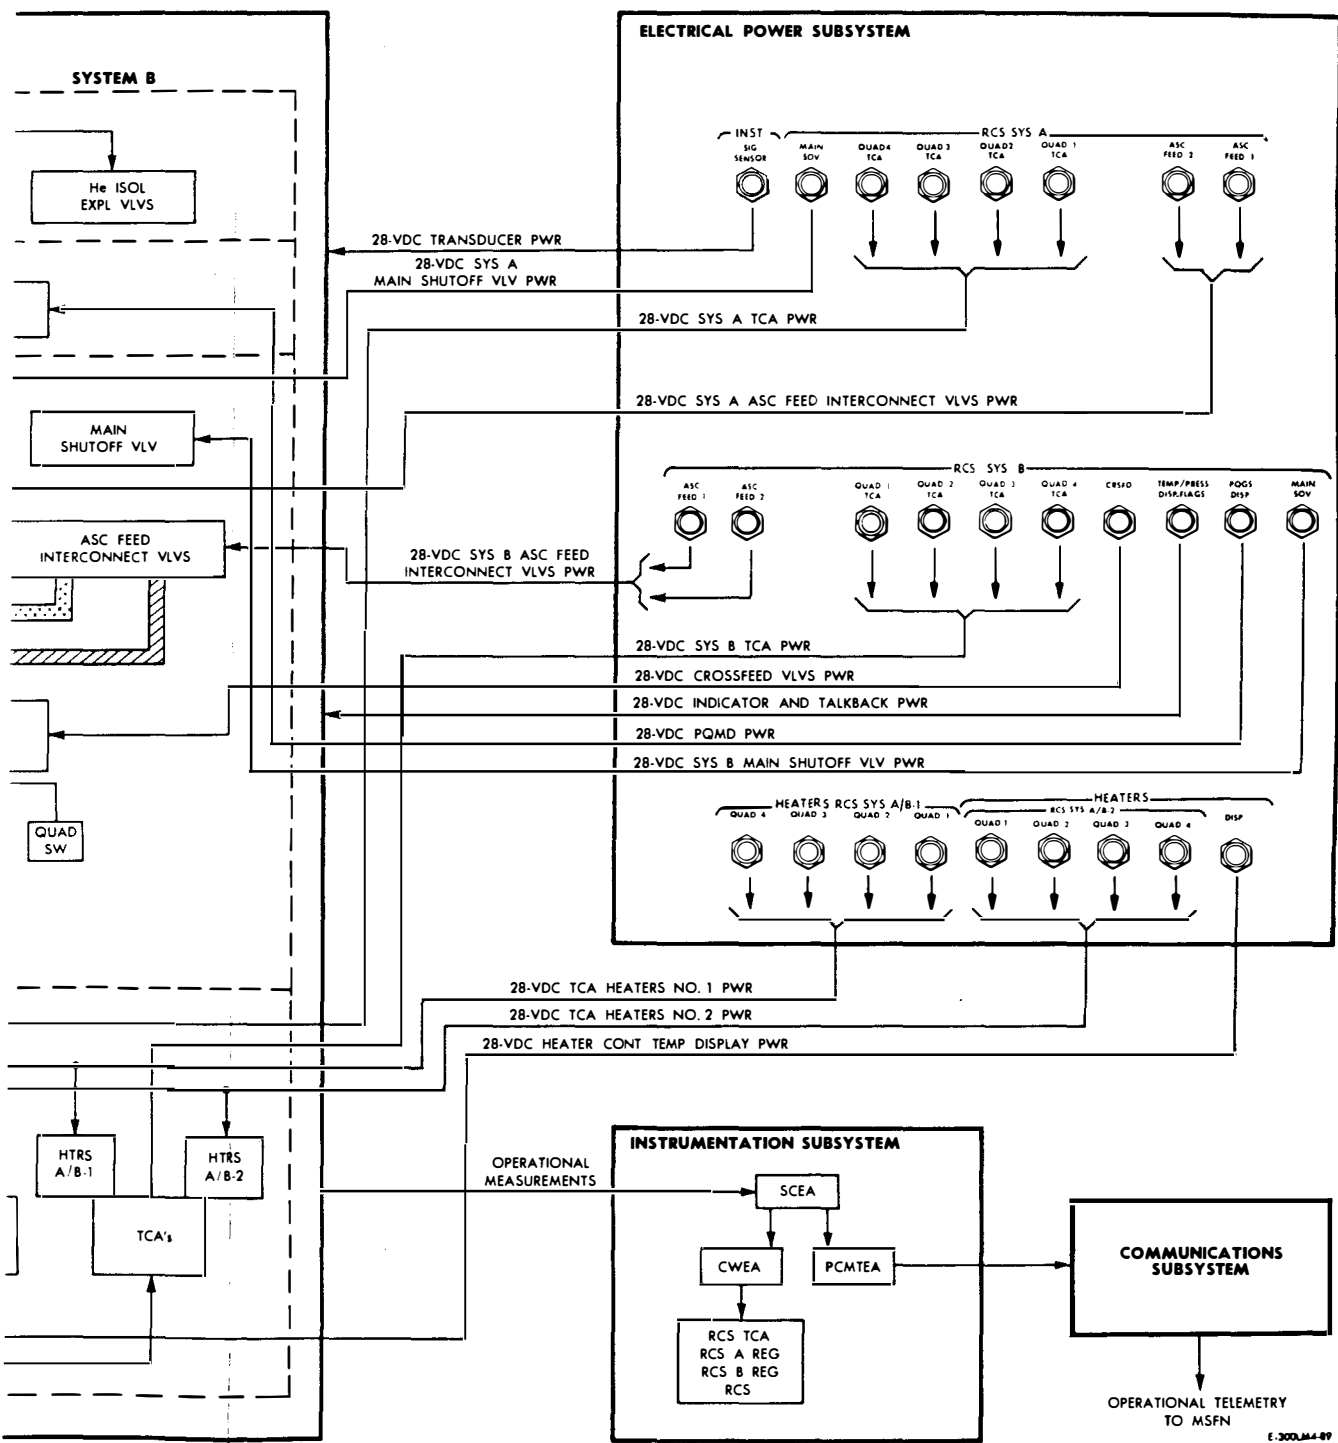 ELECTRICAL POWER SUBSYSTEM
SYSTEM B
INST
RCS SYS A
SIG
SENSOR
MAIN
SOV
QUAD 4
TCA
QUAD 3
TCA
QUAD 2
TCA
QUAD 1
TCA
ASC
FEED 2
ASC
FEED 1
He ISOL
EXPL VLVS
28-VDC TRANSDUCER PWR
28-VDC SYS A
MAIN SHUTOFF VLV PWR
28-VDC SYS A TCA PWR
28-VDC SYS A ASC FEED INTERCONNECT VLVS PWR
MAIN
SHUTOFF VLV
RCS SYS B
ASC
FEED 1
ASC
FEED 2
QUAD 1
TCA
QUAD 2
TCA
QUAD 3
TCA
QUAD 4
TCA
CRSFD
TEMP/PRESS
DISP.FLAGS
PQGS
DISP
MAIN
SOV
ASC FEED
INTERCONNECT VLVS
28-VDC SYS B ASC FEED
INTERCONNECT VLVS PWR
28-VDC SYS B TCA PWR
28-VDC CROSSFEED VLVS PWR
28-VDC INDICATOR AND TALKBACK PWR
28-VDC PQMD PWR
28-VDC SYS B MAIN SHUTOFF VLV PWR
QUAD
SW
HEATERS RCS SYS A/B-1
QUAD 4
QUAD 3
QUAD 2
QUAD 1
HEATERS
RCS SYS A/B-2
QUAD 1
QUAD 2
QUAD 3
QUAD 4
DISP
28-VDC TCA HEATERS NO. 1 PWR
28-VDC TCA HEATERS NO. 2 PWR
28-VDC HEATER CONT TEMP DISPLAY PWR
HTRS
A/B-1
HTRS
A/B-2
TCA's
OPERATIONAL
MEASUREMENTS
INSTRUMENTATION SUBSYSTEM
SCEA
CWEA
PCMTEA
RCS TCA
RCS A REG
RCS B REG
RCS
COMMUNICATIONS
SUBSYSTEM
OPERATIONAL TELEMETRY
TO MSFN
E-300LM4-89